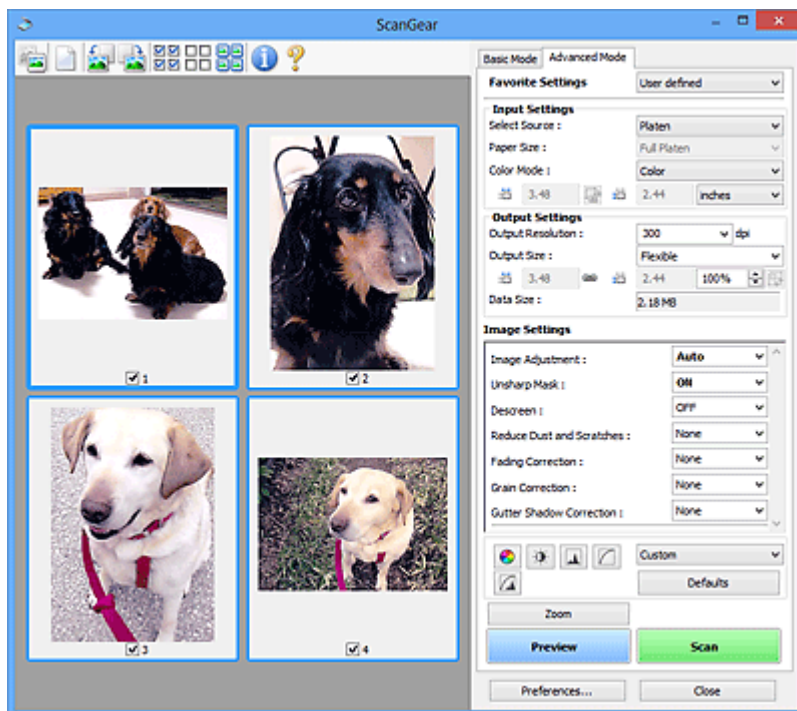 ScanGear
Basic Mode Advanced Mode
Favorite Settings User defined
Input Settings
Select Source : Platen
Paper Size : Full Platen
Color Mode : Color
3.48 2.44 inches
Output Settings
Output Resolution : 300 dpi
Output Size : Flexible
3.48 2.44 100%
Data Size : 2.18 MB
Image Settings
Image Adjustment : Auto
Unsharp Mask : ON
Descreen : OFF
Reduce Dust and Scratches : None
Fading Correction : None
Grain Correction : None
Gutter Shadow Correction : None
Custom
Defaults
Zoom
Preview Scan
Preferences... Close
1
2
3
4